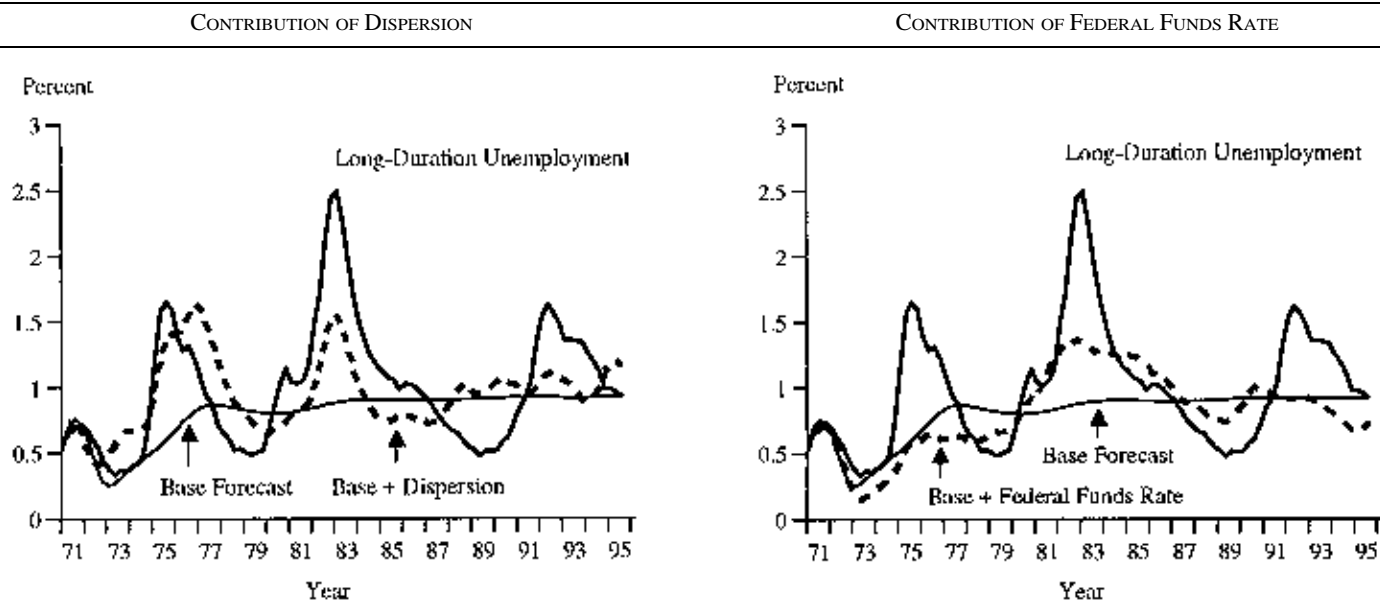 CONTRIBUTION OF DISPERSION
Percent
3
2.5
2
1.5
1
0.5
0
Long-Duration Unemployment
Base Forecast
Base + Dispersion
71 73 75 77 79 81 83 85 87 89 91 93 95
Year
CONTRIBUTION OF FEDERAL FUNDS RATE
Percent
3
2.5
2
1.5
1
0.5
0
Long-Duration Unemployment
Base Forecast
Base + Federal Funds Rate
71 73 75 77 79 81 83 85 87 89 91 93 95
Year